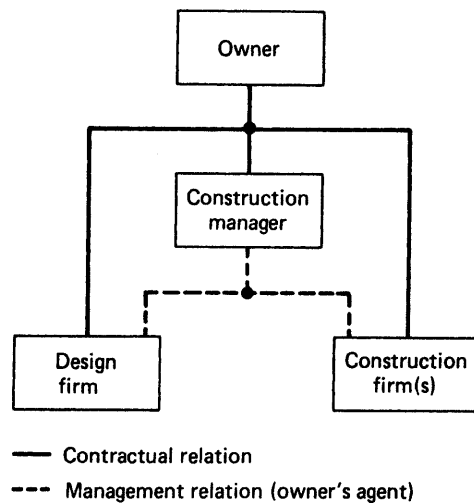 Owner
Construction
manager
Design
firm
Construction
firm(s)
Contractual relation
Management relation (owner's agent)